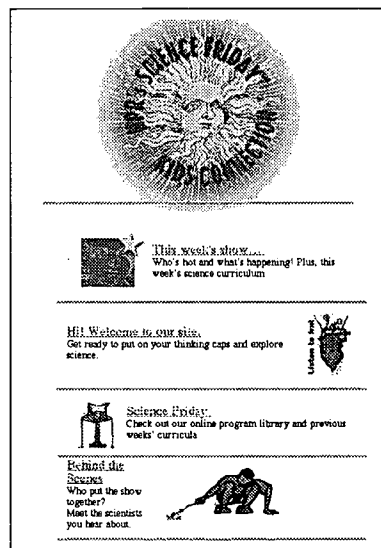 NPR's SCIENCE FRIDAY
KIDS CONNECTION
This week's show....
Who's hot and what's happening! Plus, this
week's science curriculum
Hi! Welcome to our site.
Get ready to put on your thinking caps and explore
science.
Listen to first
Science Friday
Check out our online program library and previous
weeks' curricula
Behind the
Scenes
Who put the show
together?
Meet the scientists
you hear about.